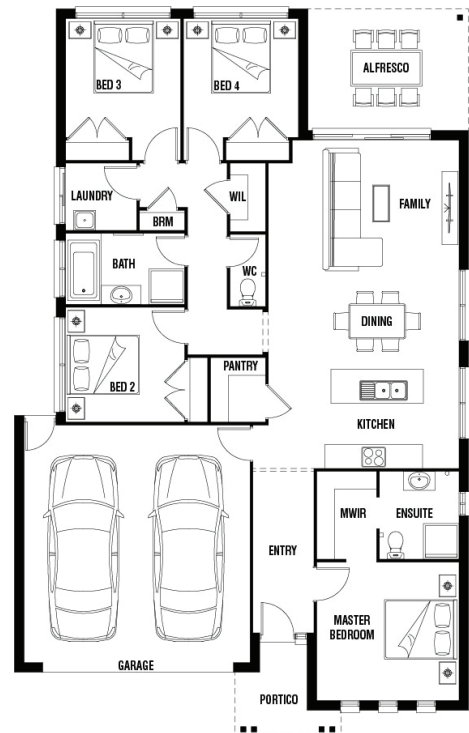 BED 3
BED 4
ALFRESCO
LAUNDRY
WIL
FAMILY
BRM
BATH
WC
DINING
PANTRY
BED 2
KITCHEN
MWIR
ENSUITE
ENTRY
MASTER
BEDROOM
GARAGE
PORTICO